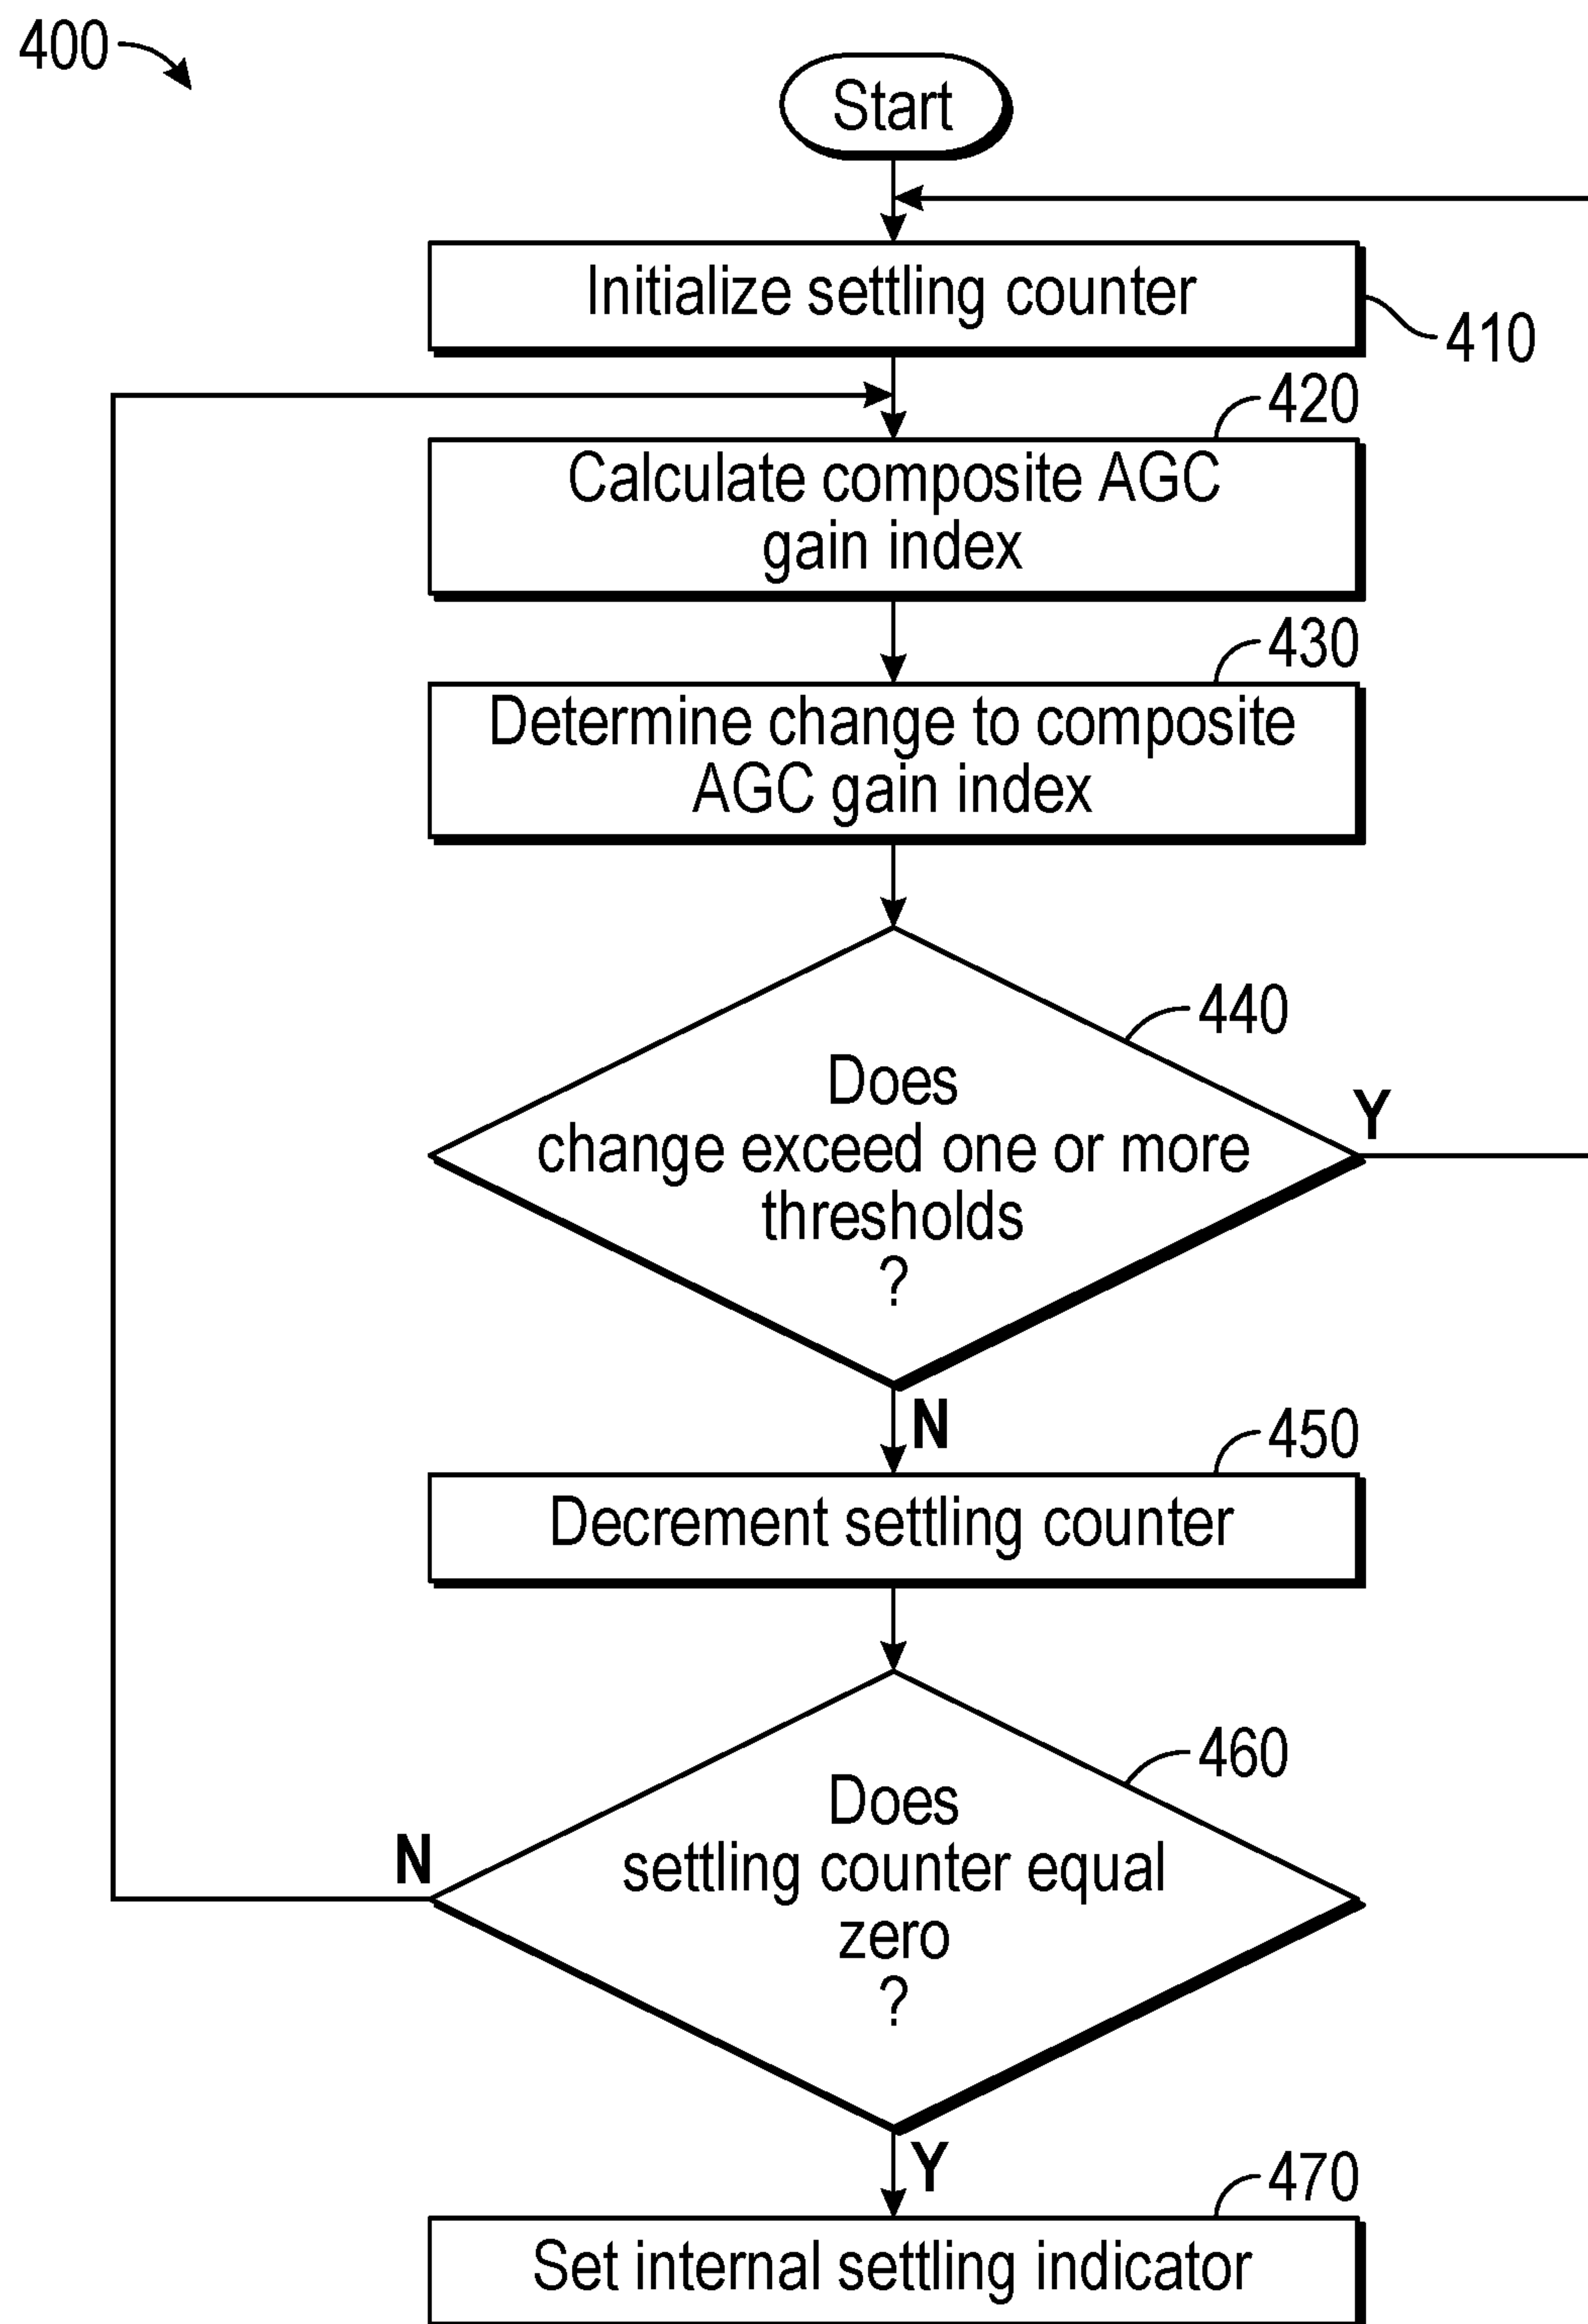 400
Start
Initialize settling counter
410
420
Calculate composite AGC
gain index
430
Determine change to composite
AGC gain index
440
Does
change exceed one or more
thresholds
?
Y
N
450
Decrement settling counter
460
Does
settling counter equal
zero
?
N
Y
470
Set internal settling indicator